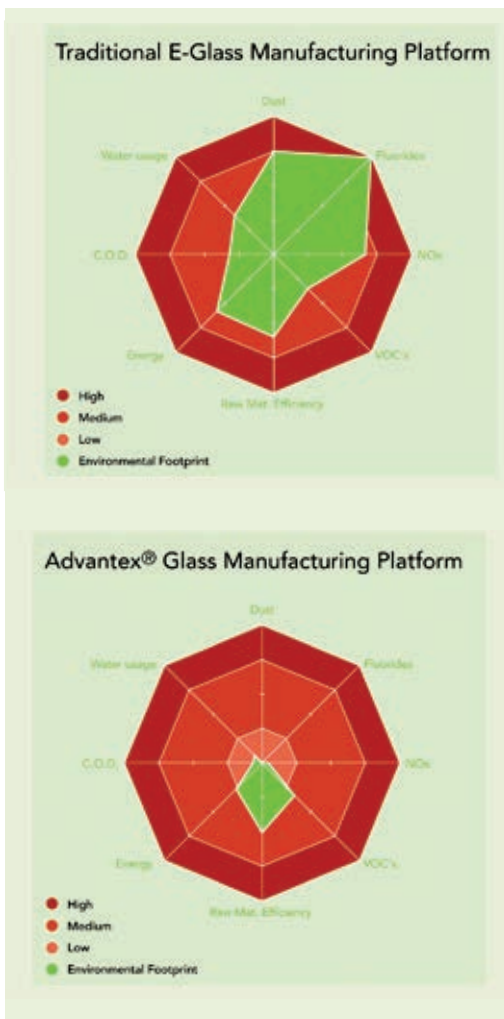 Traditional E-Glass Manufacturing Platform
Dust
Water usage
Fluorides
C.O.D.
NOx
Energy
VOC's
Raw Mat. Efficiency
High
Medium
Low
Environmental Footprint
Advantex® Glass Manufacturing Platform
Dust
Water usage
Fluorides
C.O.D.
NOx
Energy
VOC's
Raw Mat. Efficiency
High
Medium
Low
Environmental Footprint